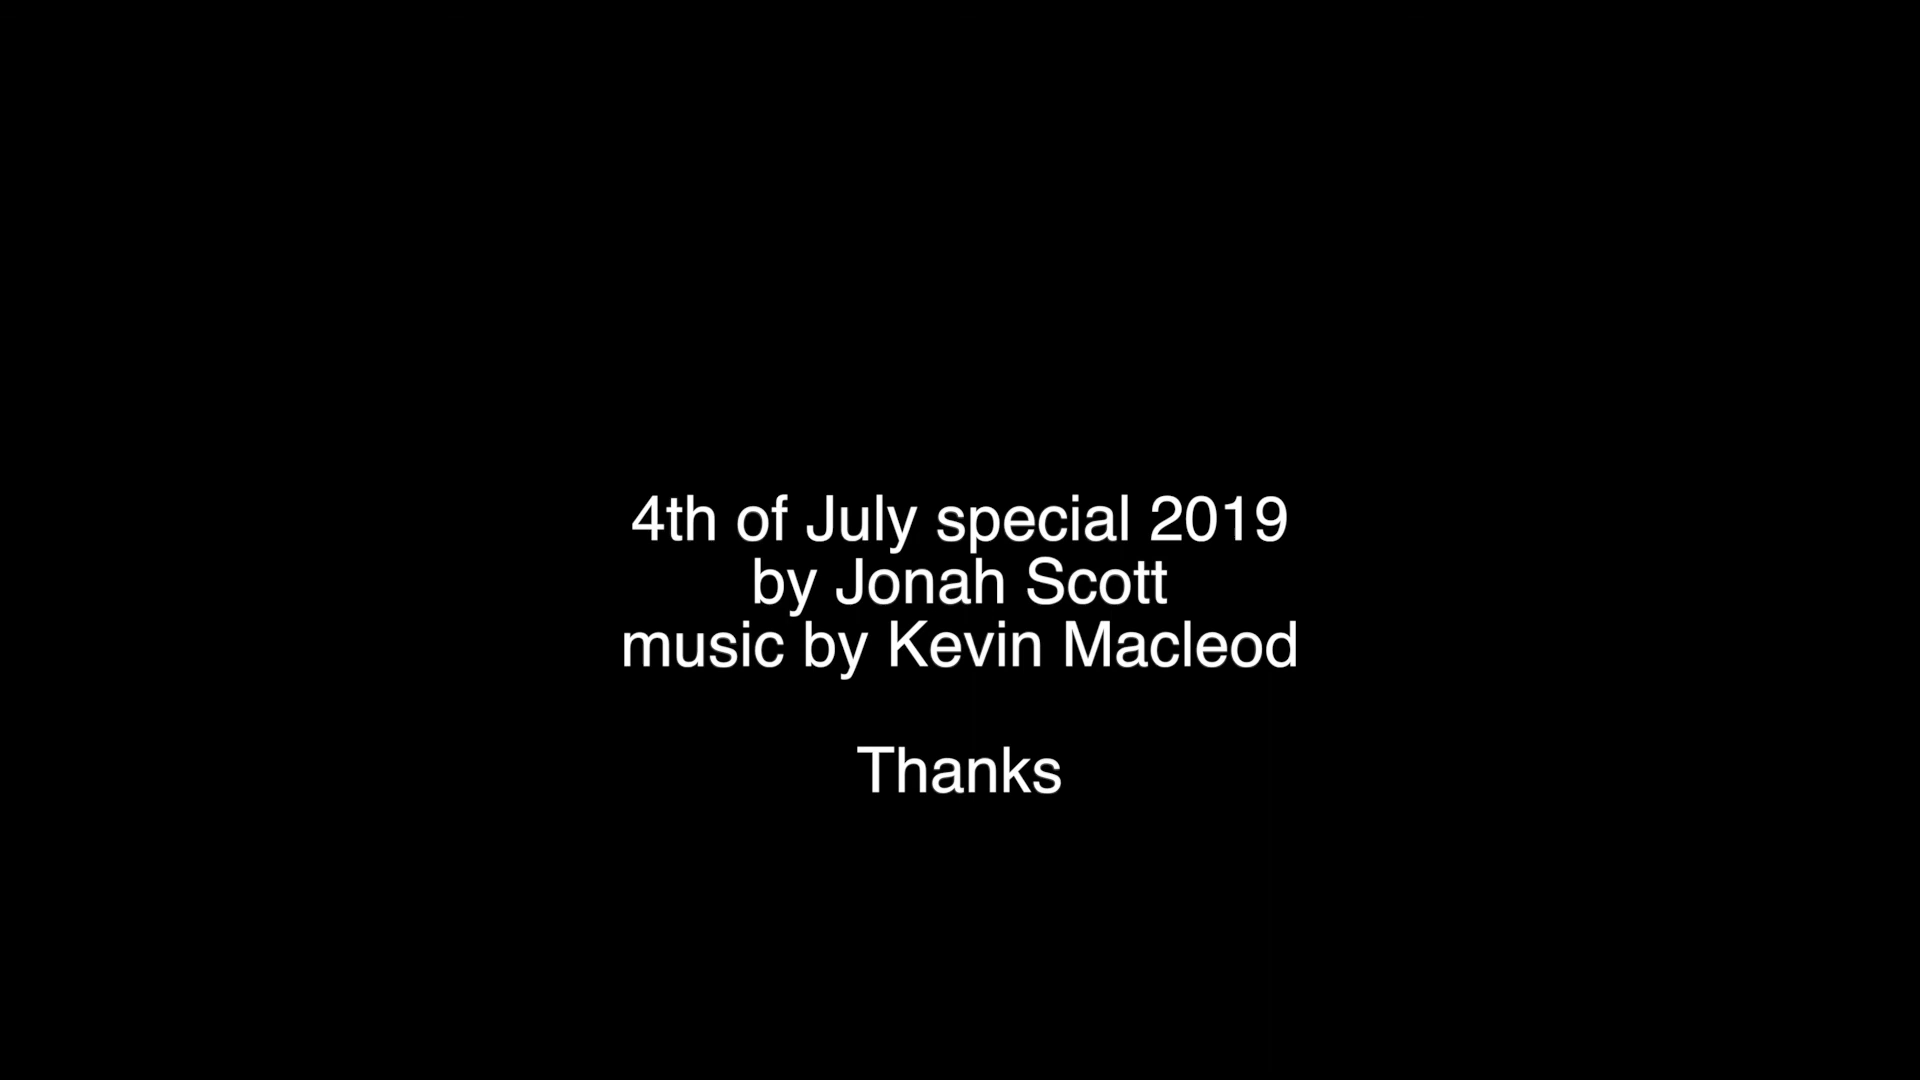 4th of July special 2019
by Jonah Scott
music by Kevin Macleod
Thanks